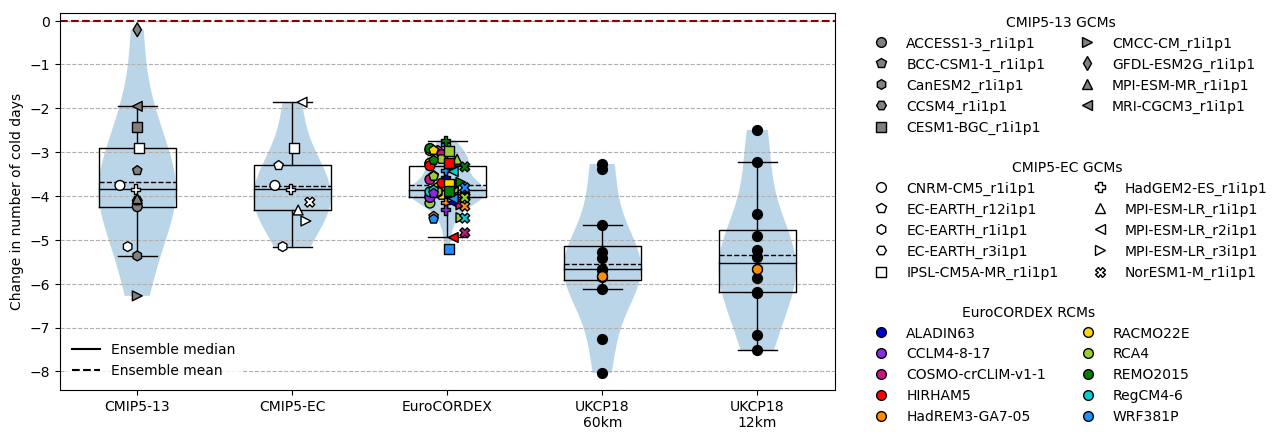 Change in number of cold days
0
−1
−2
−3
−4
−5
−6
−7
−8
Ensemble median
Ensemble mean
CMIP5-13
CMIP5-EC
EuroCORDEX
UKCP18
60km
UKCP18
12km
CMIP5-13 GCMs
ACCESS1-3_r1i1p1
BCC-CSM1-1_r1i1p1
CanESM2_r1i1p1
CCSM4_r1i1p1
CESM1-BGC_r1i1p1
CMCC-CM_r1i1p1
GFDL-ESM2G_r1i1p1
MPI-ESM-MR_r1i1p1
MRI-CGCM3_r1i1p1
CMIP5-EC GCMs
CNRM-CM5_r1i1p1
EC-EARTH_r12i1p1
EC-EARTH_r1i1p1
EC-EARTH_r3i1p1
IPSL-CM5A-MR_r1i1p1
HadGEM2-ES_r1i1p1
MPI-ESM-LR_r1i1p1
MPI-ESM-LR_r2i1p1
MPI-ESM-LR_r3i1p1
NorESM1-M_r1i1p1
EuroCORDEX RCMs
ALADIN63
CCLM4-8-17
COSMO-crCLIM-v1-1
HIRHAM5
HadREM3-GA7-05
RACMO22E
RCA4
REMO2015
RegCM4-6
WRF381P